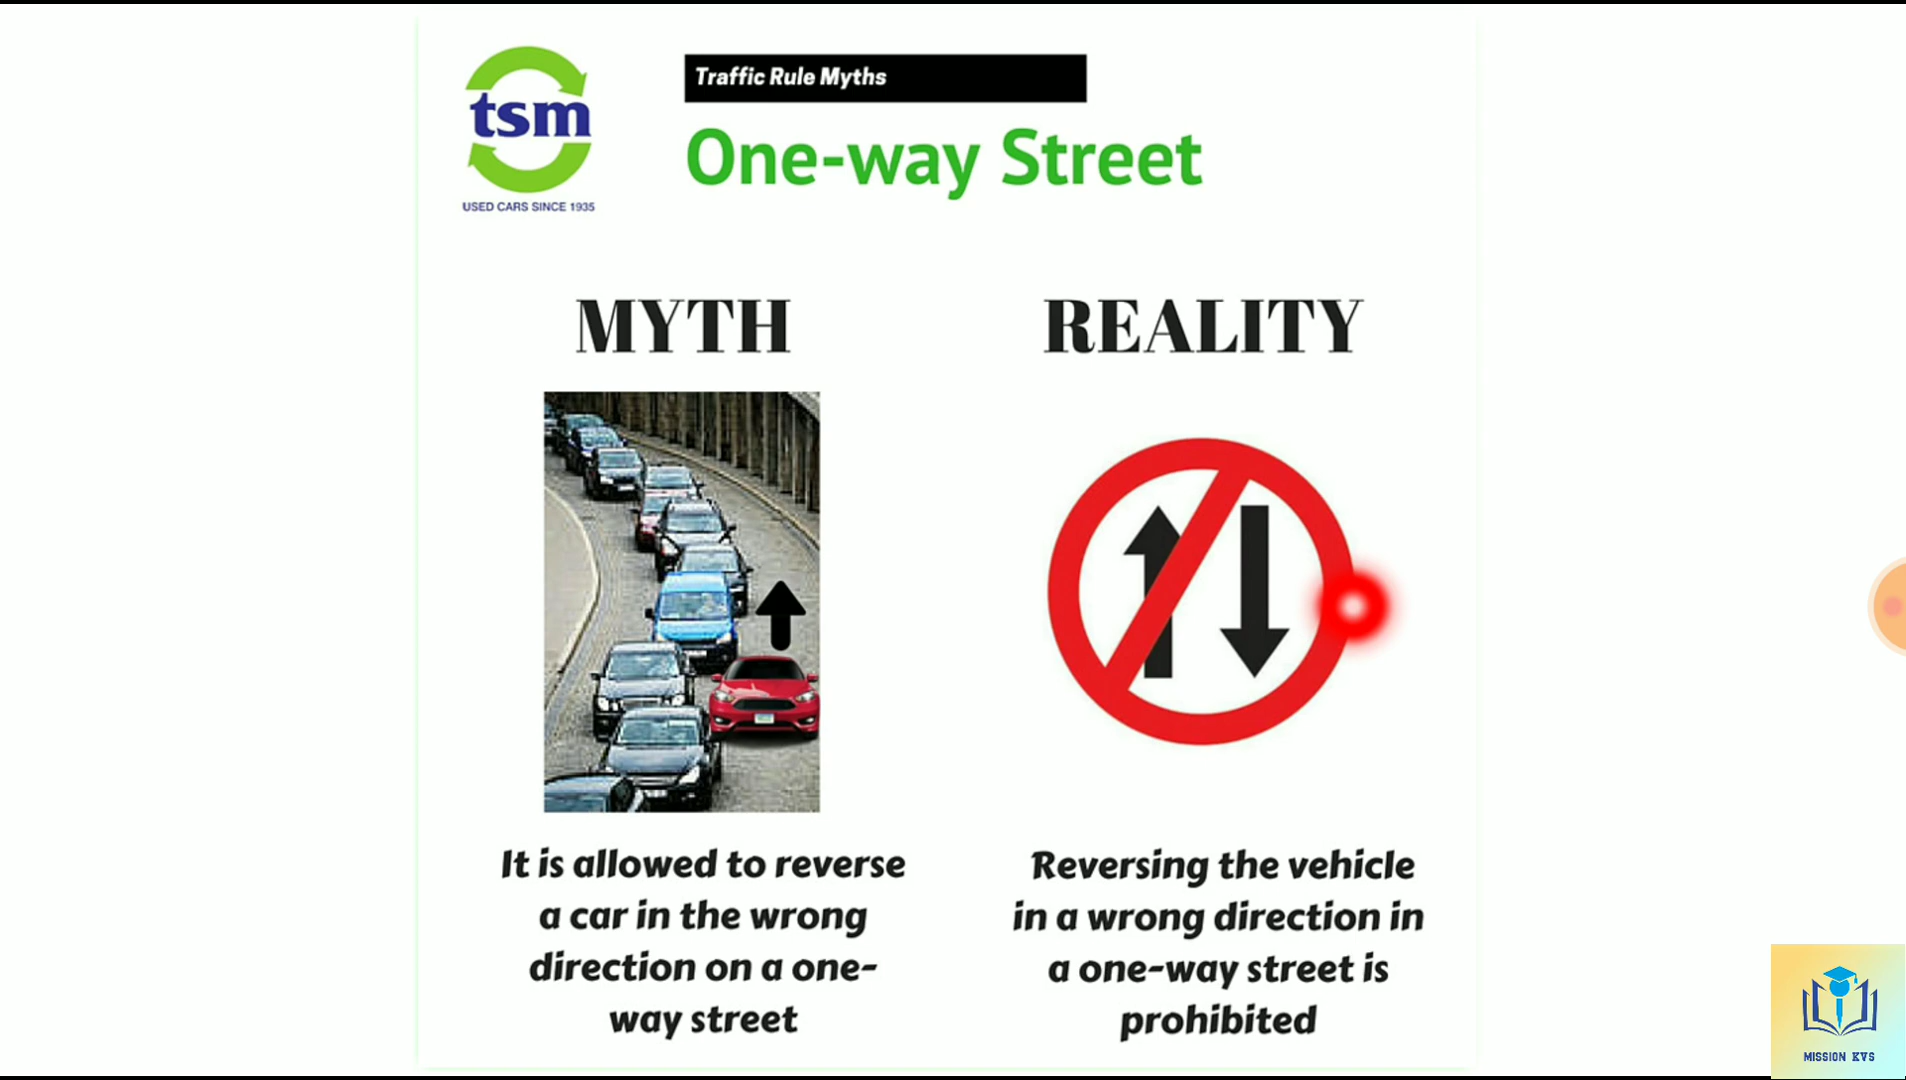 tsm
USED CARS SINCE 1935
Traffic Rule Myths
One-way Street
MYTH
REALITY
It is allowed to reverse
a car in the wrong
direction on a one-
way street
Reversing the vehicle
in a wrong direction in
a one-way street is
prohibited
MISSION KVS